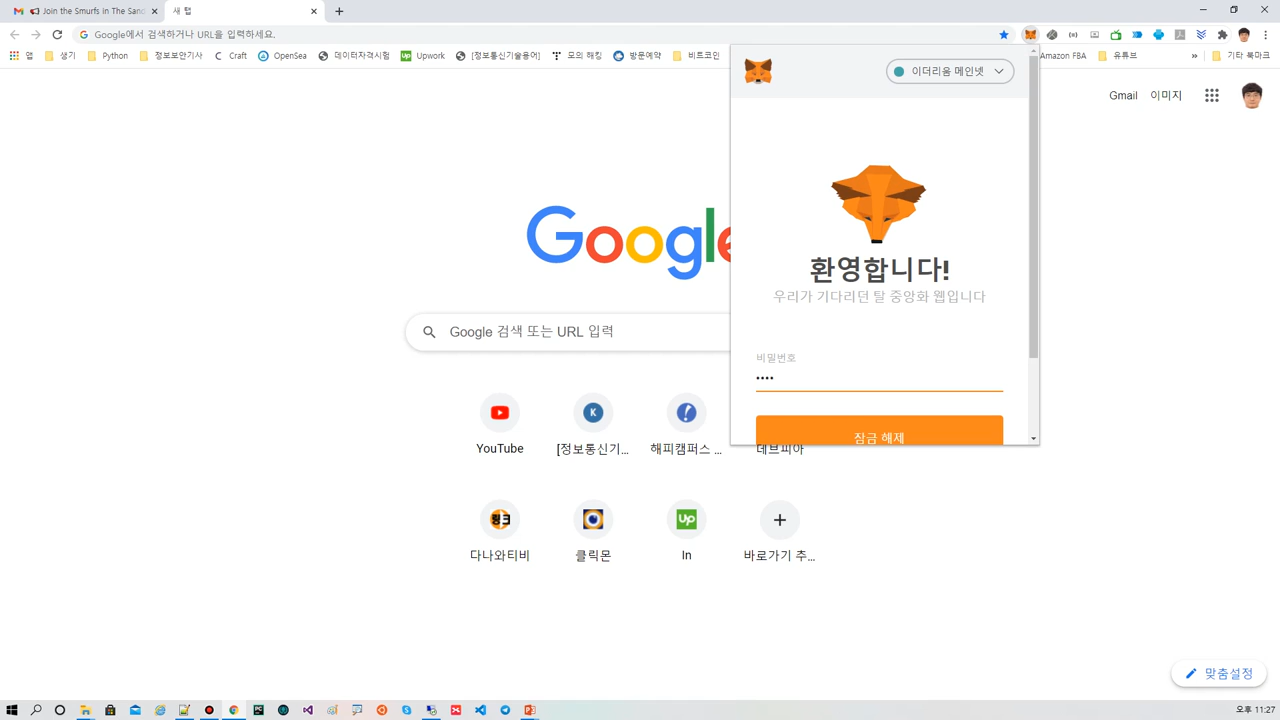 Join the Smurfs in The Sand
새 탭
Google에서 검색하거나 URL을 입력하세요.
앱 생기 Python 정보보안기사 Craft OpenSea 데이터자격시험 Upwork [정보통신기술용어] 모의 해킹 방문예약 비트코인 Amazon FBA 유튜브 » 기타 북마크
이더리움 메인넷
Gmail 이미지
Google
환영합니다!
우리가 기다리던 탈 중앙화 웹입니다
Google 검색 또는 URL 입력
비밀번호
••••
잠금 해제
YouTube [정보통신기... 해피캠퍼스 ... 데브피아
다나와티비 클릭몬 In 바로가기 추...
맞춤설정
오후 11:27